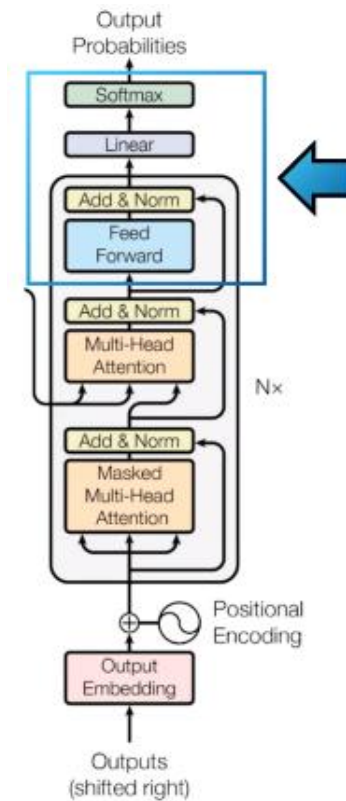 Output
Probabilities
Softmax
Linear
Add & Norm
Feed
Forward
Add & Norm
Multi-Head
Attention
N×
Add & Norm
Masked
Multi-Head
Attention
Positional
Encoding
Output
Embedding
Outputs
(shifted right)